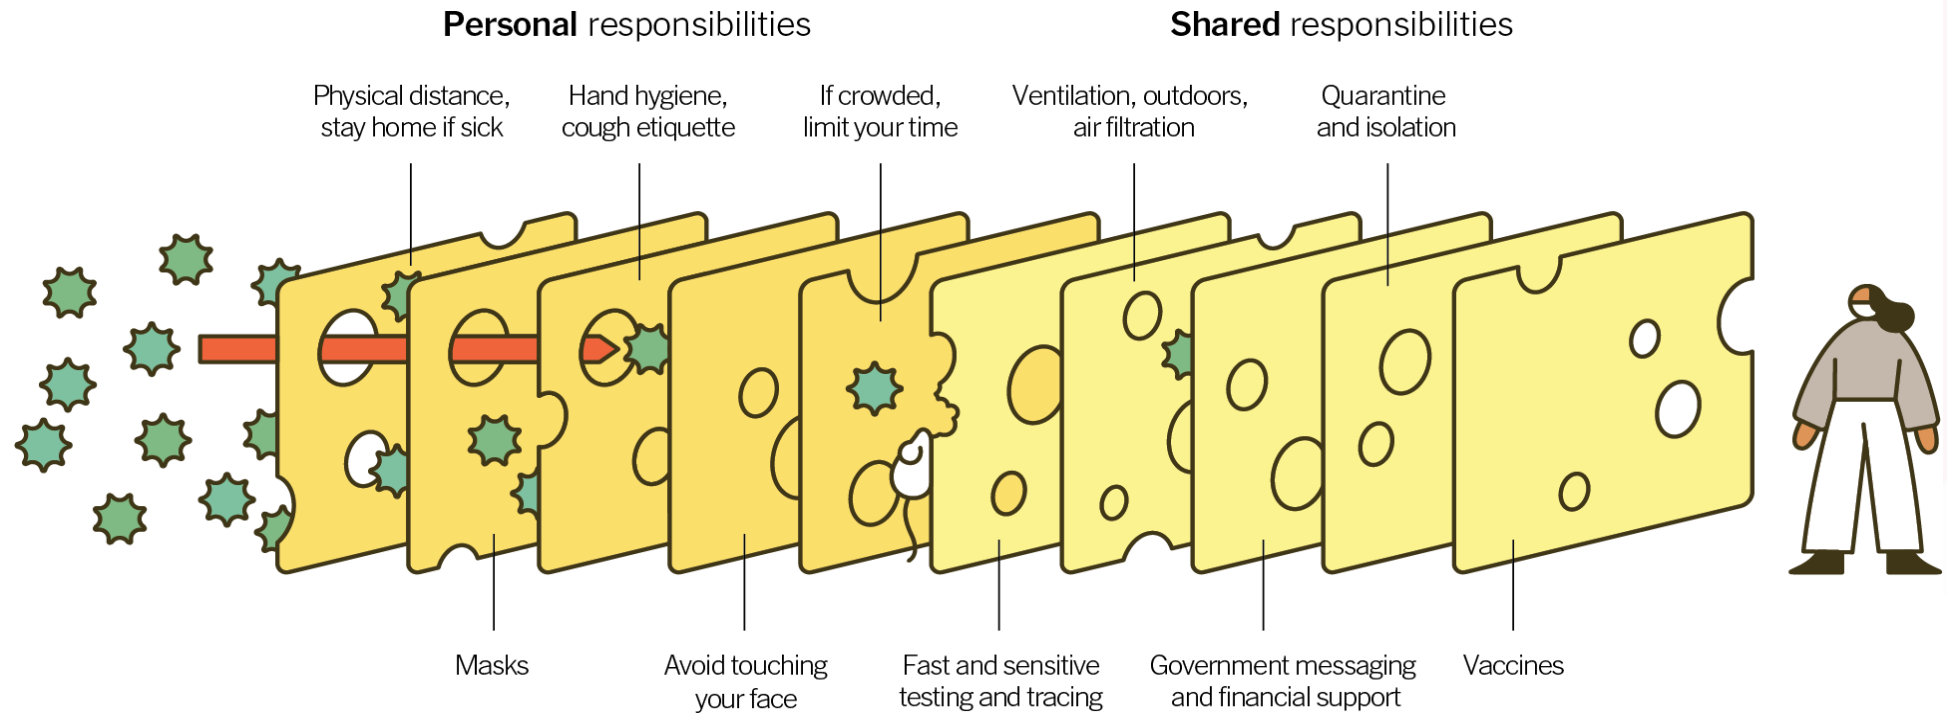 Personal responsibilities
Shared responsibilities
Physical distance,
stay home if sick
Hand hygiene,
cough etiquette
If crowded,
limit your time
Ventilation, outdoors,
air filtration
Quarantine
and isolation
Masks
Avoid touching
your face
Fast and sensitive
testing and tracing
Government messaging
and financial support
Vaccines